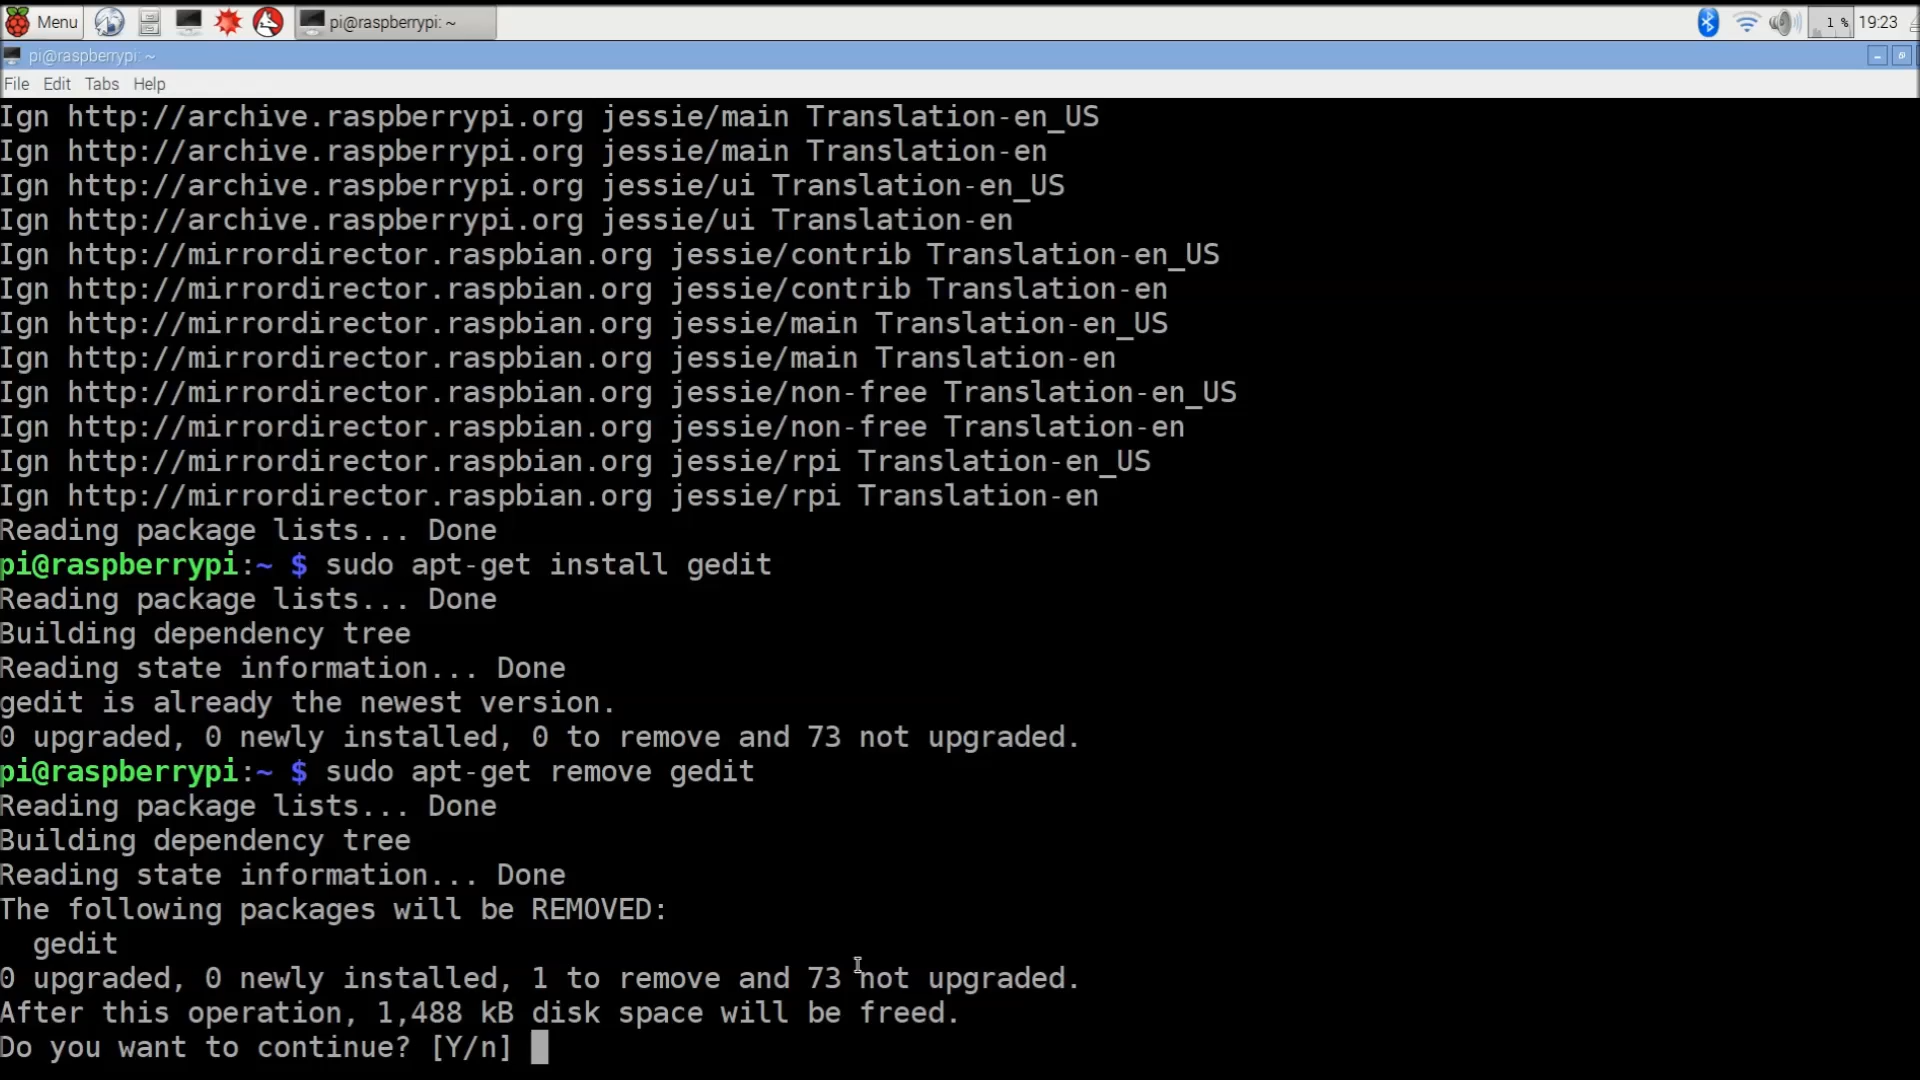 Menu pi@raspberrypi: ~ 1 % 19:23
pi@raspberrypi: ~
File Edit Tabs Help
Ign http://archive.raspberrypi.org jessie/main Translation-en_US
Ign http://archive.raspberrypi.org jessie/main Translation-en
Ign http://archive.raspberrypi.org jessie/ui Translation-en_US
Ign http://archive.raspberrypi.org jessie/ui Translation-en
Ign http://mirrordirector.raspbian.org jessie/contrib Translation-en_US
Ign http://mirrordirector.raspbian.org jessie/contrib Translation-en
Ign http://mirrordirector.raspbian.org jessie/main Translation-en_US
Ign http://mirrordirector.raspbian.org jessie/main Translation-en
Ign http://mirrordirector.raspbian.org jessie/non-free Translation-en_US
Ign http://mirrordirector.raspbian.org jessie/non-free Translation-en
Ign http://mirrordirector.raspbian.org jessie/rpi Translation-en_US
Ign http://mirrordirector.raspbian.org jessie/rpi Translation-en
Reading package lists... Done
pi@raspberrypi:~ $ sudo apt-get install gedit
Reading package lists... Done
Building dependency tree
Reading state information... Done
gedit is already the newest version.
0 upgraded, 0 newly installed, 0 to remove and 73 not upgraded.
pi@raspberrypi:~ $ sudo apt-get remove gedit
Reading package lists... Done
Building dependency tree
Reading state information... Done
The following packages will be REMOVED:
  gedit
0 upgraded, 0 newly installed, 1 to remove and 73 not upgraded.
After this operation, 1,488 kB disk space will be freed.
Do you want to continue? [Y/n]